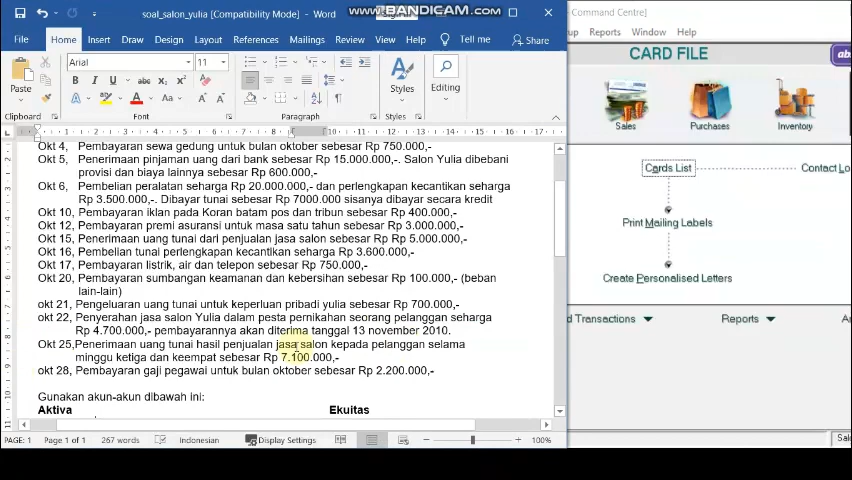 www.BANDICAM.com
soal_salon_yulia [Compatibility Mode] - Word
Command Centre]
File Home Insert Draw Design Layout References Mailings Review View Help Tell me Share
Reports Window Help
Paste
Arial 11
Styles
Editing
Clipboard Font Paragraph Styles
CARD FILE
Sales Purchases Inventory
Okt 4, Pembayaran sewa gedung untuk bulan oktober sebesar Rp 750.000,-
Okt 5, Penerimaan pinjaman uang dari bank sebesar Rp 15.000.000,-. Salon Yulia dibebani
provisi dan biaya lainnya sebesar Rp 600.000,-
Okt 6, Pembelian peralatan seharga Rp 20.000.000,- dan perlengkapan kecantikan seharga
Rp 3.500.000,-. Dibayar tunai sebesar Rp 7000.000 sisanya dibayar secara kredit
Okt 10, Pembayaran iklan pada Koran batam pos dan tribun sebesar Rp 400.000,-
Okt 12, Pembayaran premi asuransi untuk masa satu tahun sebesar Rp 3.000.000,-
Okt 15, Penerimaan uang tunai dari penjualan jasa salon sebesar Rp Rp 5.000.000,-
Okt 16, Pembelian tunai perlengkapan kecantikan seharga Rp 3.600.000,-
Okt 17, Pembayaran listrik, air dan telepon sebesar Rp 750.000,-
Okt 20, Pembayaran sumbangan keamanan dan kebersihan sebesar Rp 100.000,- (beban
lain-lain)
okt 21, Pengeluaran uang tunai untuk keperluan pribadi yulia sebesar Rp 700.000,-
okt 22, Penyerahan jasa salon Yulia dalam pesta pernikahan seorang pelanggan seharga
Rp 4.700.000,- pembayarannya akan diterima tanggal 13 november 2010.
Okt 25,Penerimaan uang tunai hasil penjualan jasa salon kepada pelanggan selama
minggu ketiga dan keempat sebesar Rp 7.100.000,-
okt 28, Pembayaran gaji pegawai untuk bulan oktober sebesar Rp 2.200.000,-
Gunakan akun-akun dibawah ini:
Aktiva Ekuitas
Cards List
Contact Lo
Print Mailing Labels
Create Personalised Letters
d Transactions Reports
PAGE: 1 Page 1 of 1 267 words Indonesian Display Settings 100%